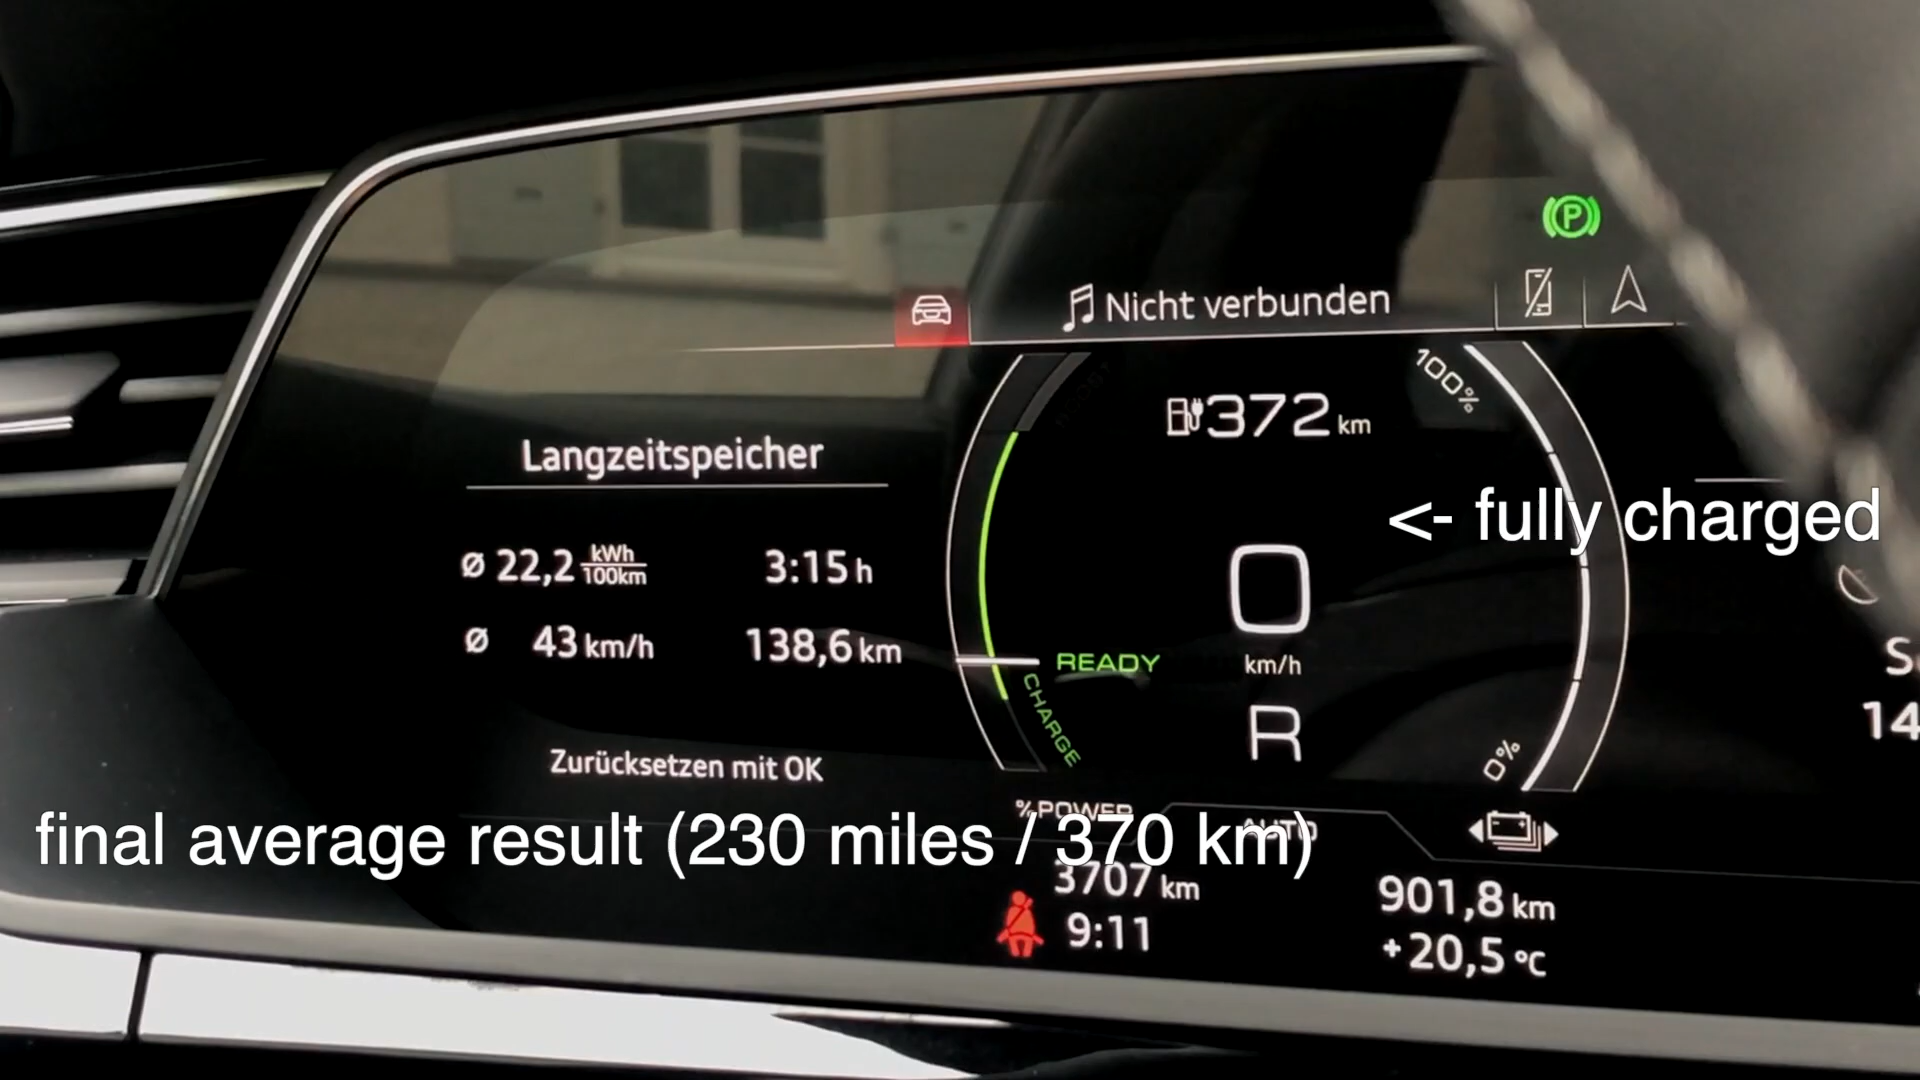 P
Nicht verbunden
100%
372 km
Langzeitspeicher
<- fully charged
ø 22,2 kWh/100km 3:15 h
0
ø 43 km/h 138,6 km
READY
km/h
CHARGE
R
0%
Zurücksetzen mit OK
%POWER
AUTO
final average result (230 miles / 370 km)
3707 km
901,8 km
9:11
+20,5 °C
14